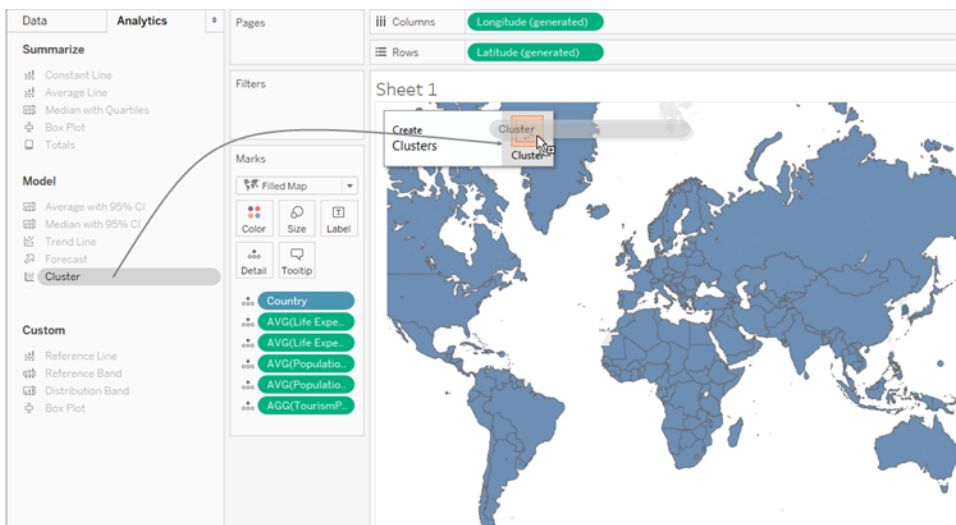 Data
Analytics
Summarize
Constant Line
Average Line
Median with Quartiles
Box Plot
Totals
Model
Average with 95% CI
Median with 95% CI
Trend Line
Forecast
Cluster
Custom
Reference Line
Reference Band
Distribution Band
Box Plot
Pages
Filters
Marks
Filled Map
Color
Size
Label
Detail
Tooltip
Country
AVG(Life Expe..
AVG(Life Expe..
AVG(Populatio..
AVG(Populatio..
AGG(TourismP..
Columns
Longitude (generated)
Rows
Latitude (generated)
Sheet 1
Create
Clusters
Cluster
Cluster